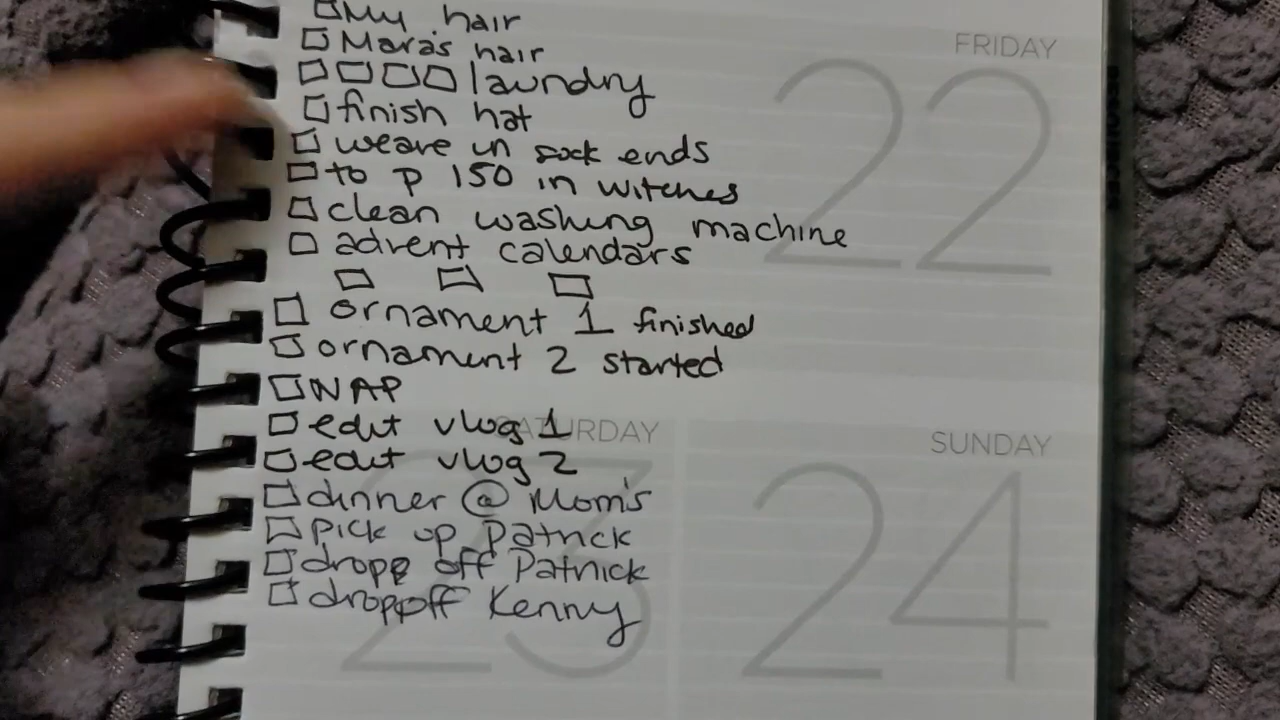 My hair
Mara's hair
laundry
finish hat
weave in sock ends
to p 150 in witches
clean washing machine
advent calendars
ornament 1 finished
ornament 2 started
NAP
edit vlog 1
edit vlog 2
dinner @ Mom's
pick up Patrick
drope off Patrick
dropoff Kenny
FRIDAY
22
SATURDAY
23
SUNDAY
24